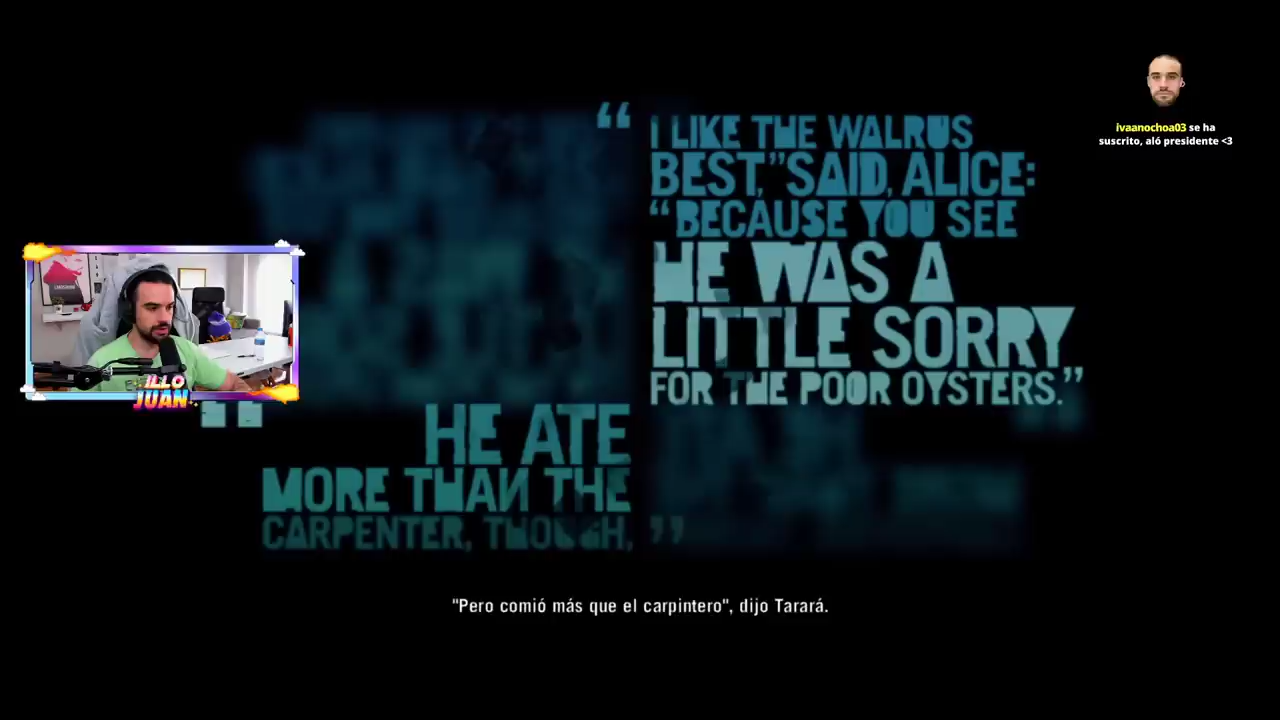 ivaanochoa03 se ha
suscrito, aló presidente <3
“I LIKE THE WALRUS
BEST,” SAID, ALICE:
“BECAUSE YOU SEE
HE WAS A
LITTLE SORRY
FOR THE POOR OYSTERS.”
“HE ATE
MORE THAN THE
CARPENTER, THOUGH,”
ILLO
JUAN
"Pero comió más que el carpintero", dijo Tarará.